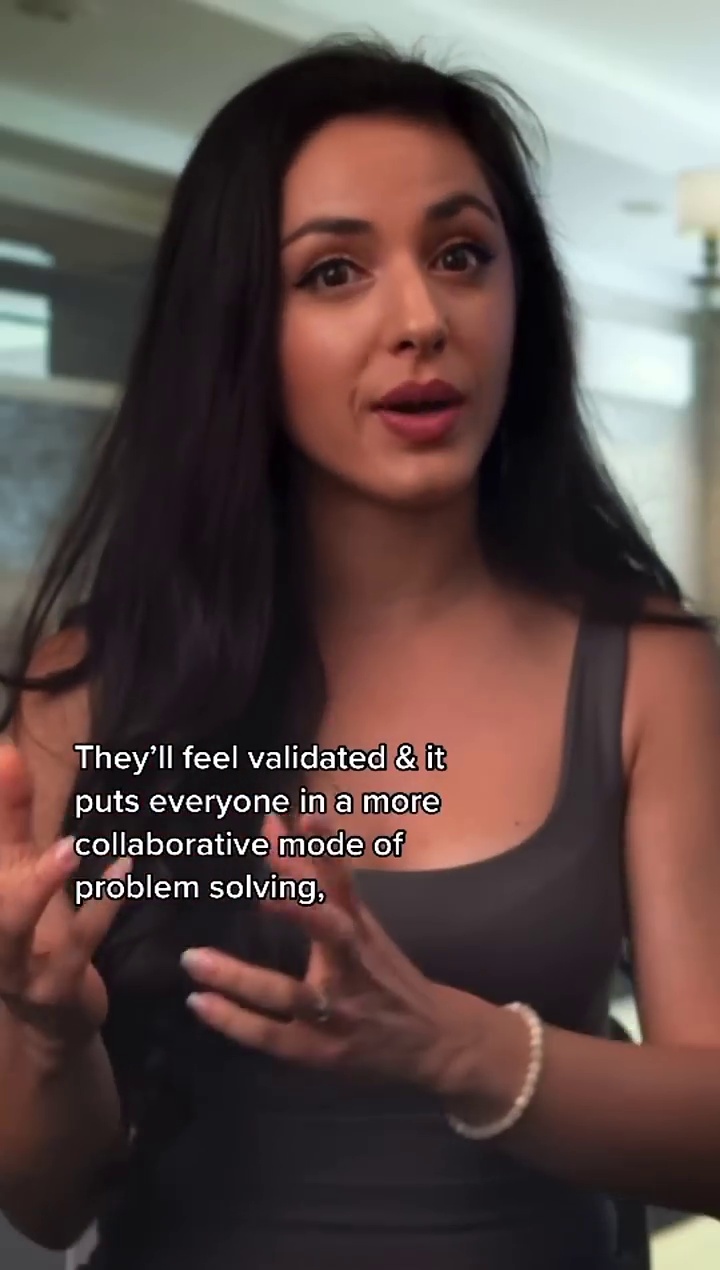 They’ll feel validated & it
puts everyone in a more
collaborative mode of
problem solving,